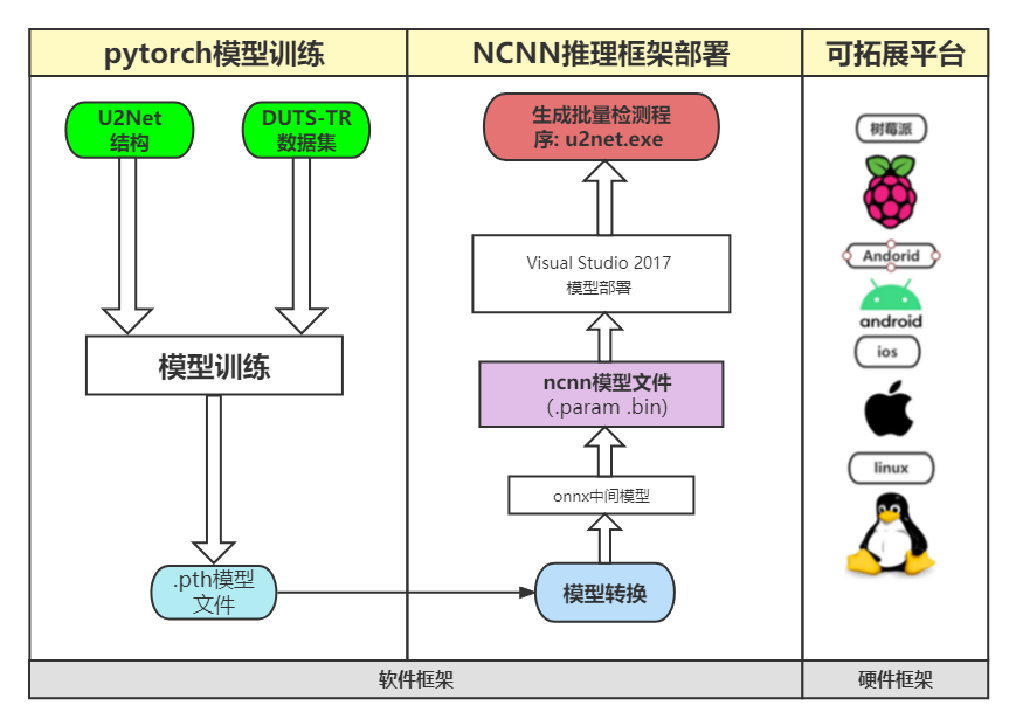 pytorch模型训练
NCNN推理框架部署
可拓展平台
U2Net
结构
DUTS-TR
数据集
模型训练
.pth模型
文件
生成批量检测程
序: u2net.exe
Visual Studio 2017
模型部署
ncnn模型文件
(.param .bin)
onnx中间模型
模型转换
树莓派
Andorid
android
ios
linux
软件框架
硬件框架